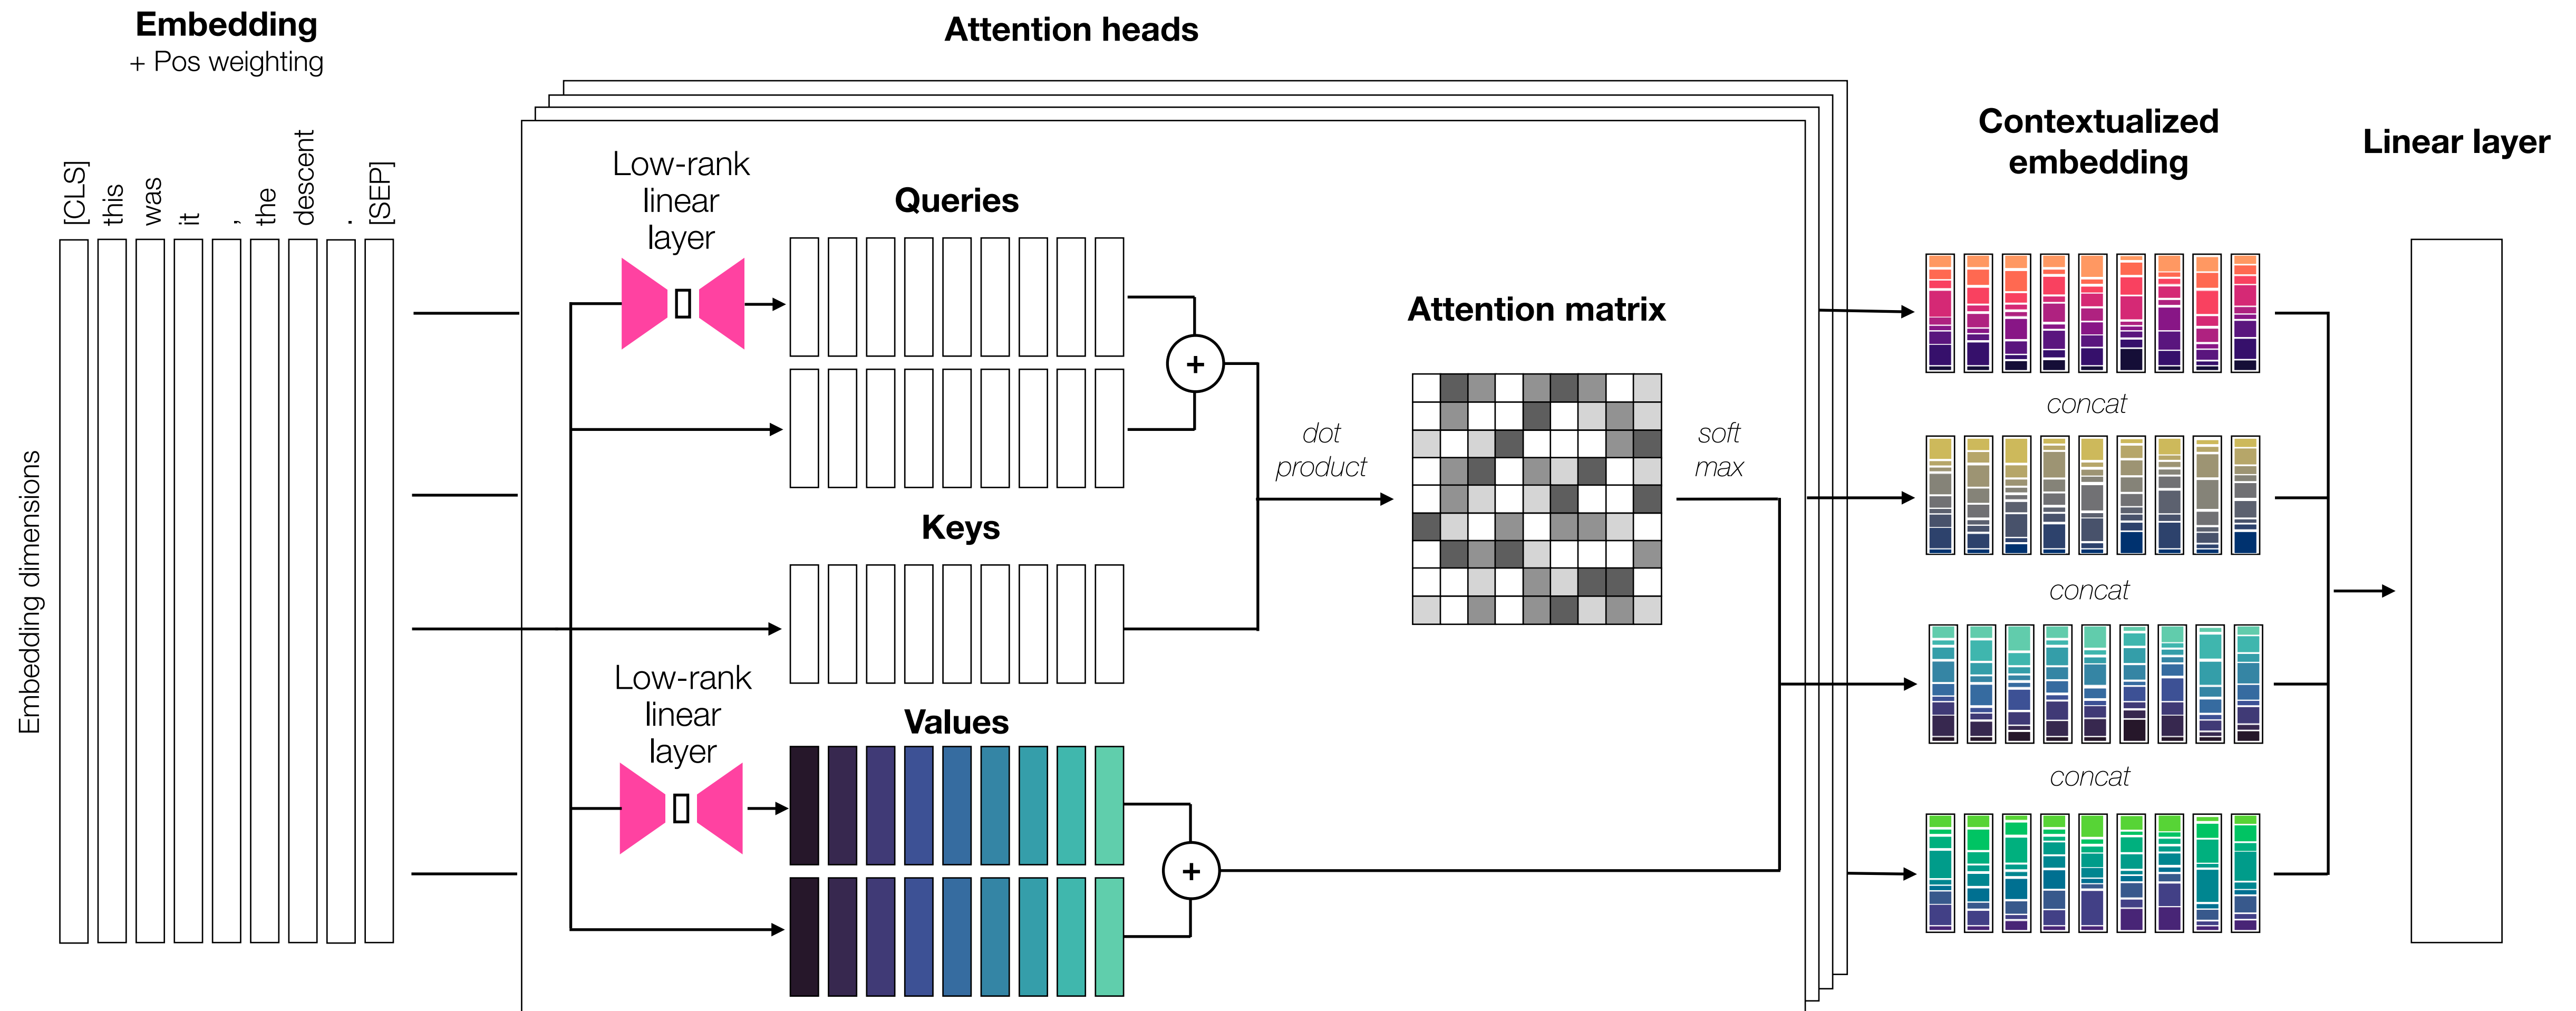 Embedding
+ Pos weighting
Attention heads
[CLS]
this
was
it
,
the
descent
.
[SEP]
Embedding dimensions
Low-rank
linear
layer
Queries
+
Keys
Low-rank
linear
layer
Values
+
dot
product
Attention matrix
soft
max
Contextualized
embedding
concat
concat
concat
Linear layer